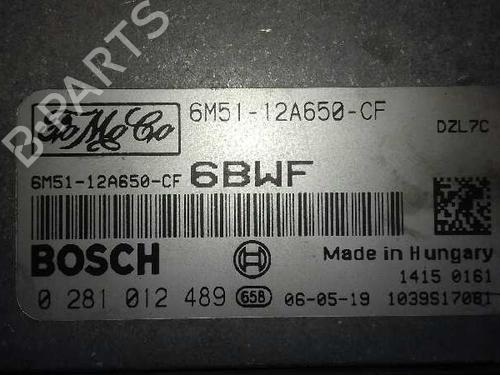 FoMoCo
6M51-12A650-CF
DZL7C
6M51-12A650-CF 6BWF
BOSCH
Made in Hungary
1415 0161
0 281 012 489 658 06-05-19 1039S17081
B-PARTS